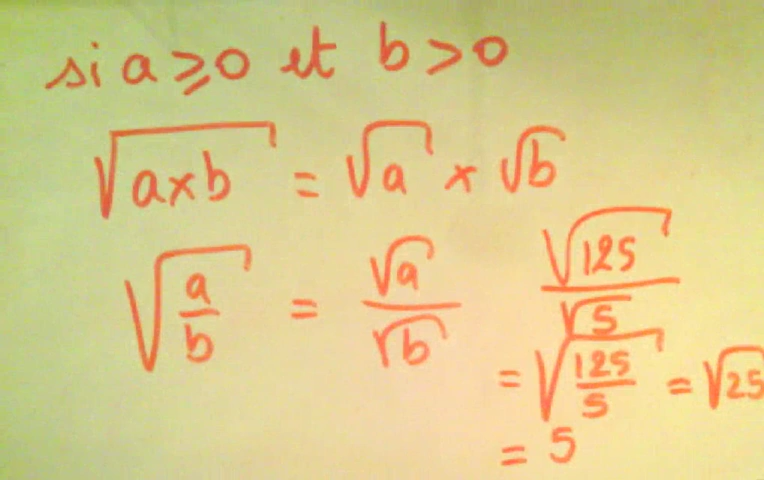 si a ⩾ 0 et b > 0
√(a×b) = √a × √b
√(a/b) = √a/√b
√125/√5
= √(125/5) = √25
= 5